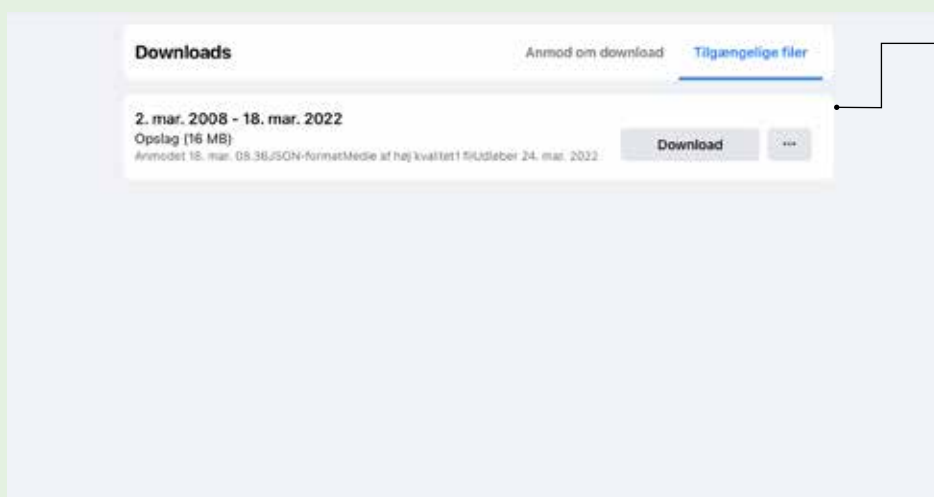 Downloads
Anmod om download
Tilgængelige filer
2. mar. 2008 - 18. mar. 2022
Opslag (16 MB)
Anmodet 18. mar. 08.36JSON-formatMedie af høj kvalitet1 filUdløber 24. mar. 2022
Download